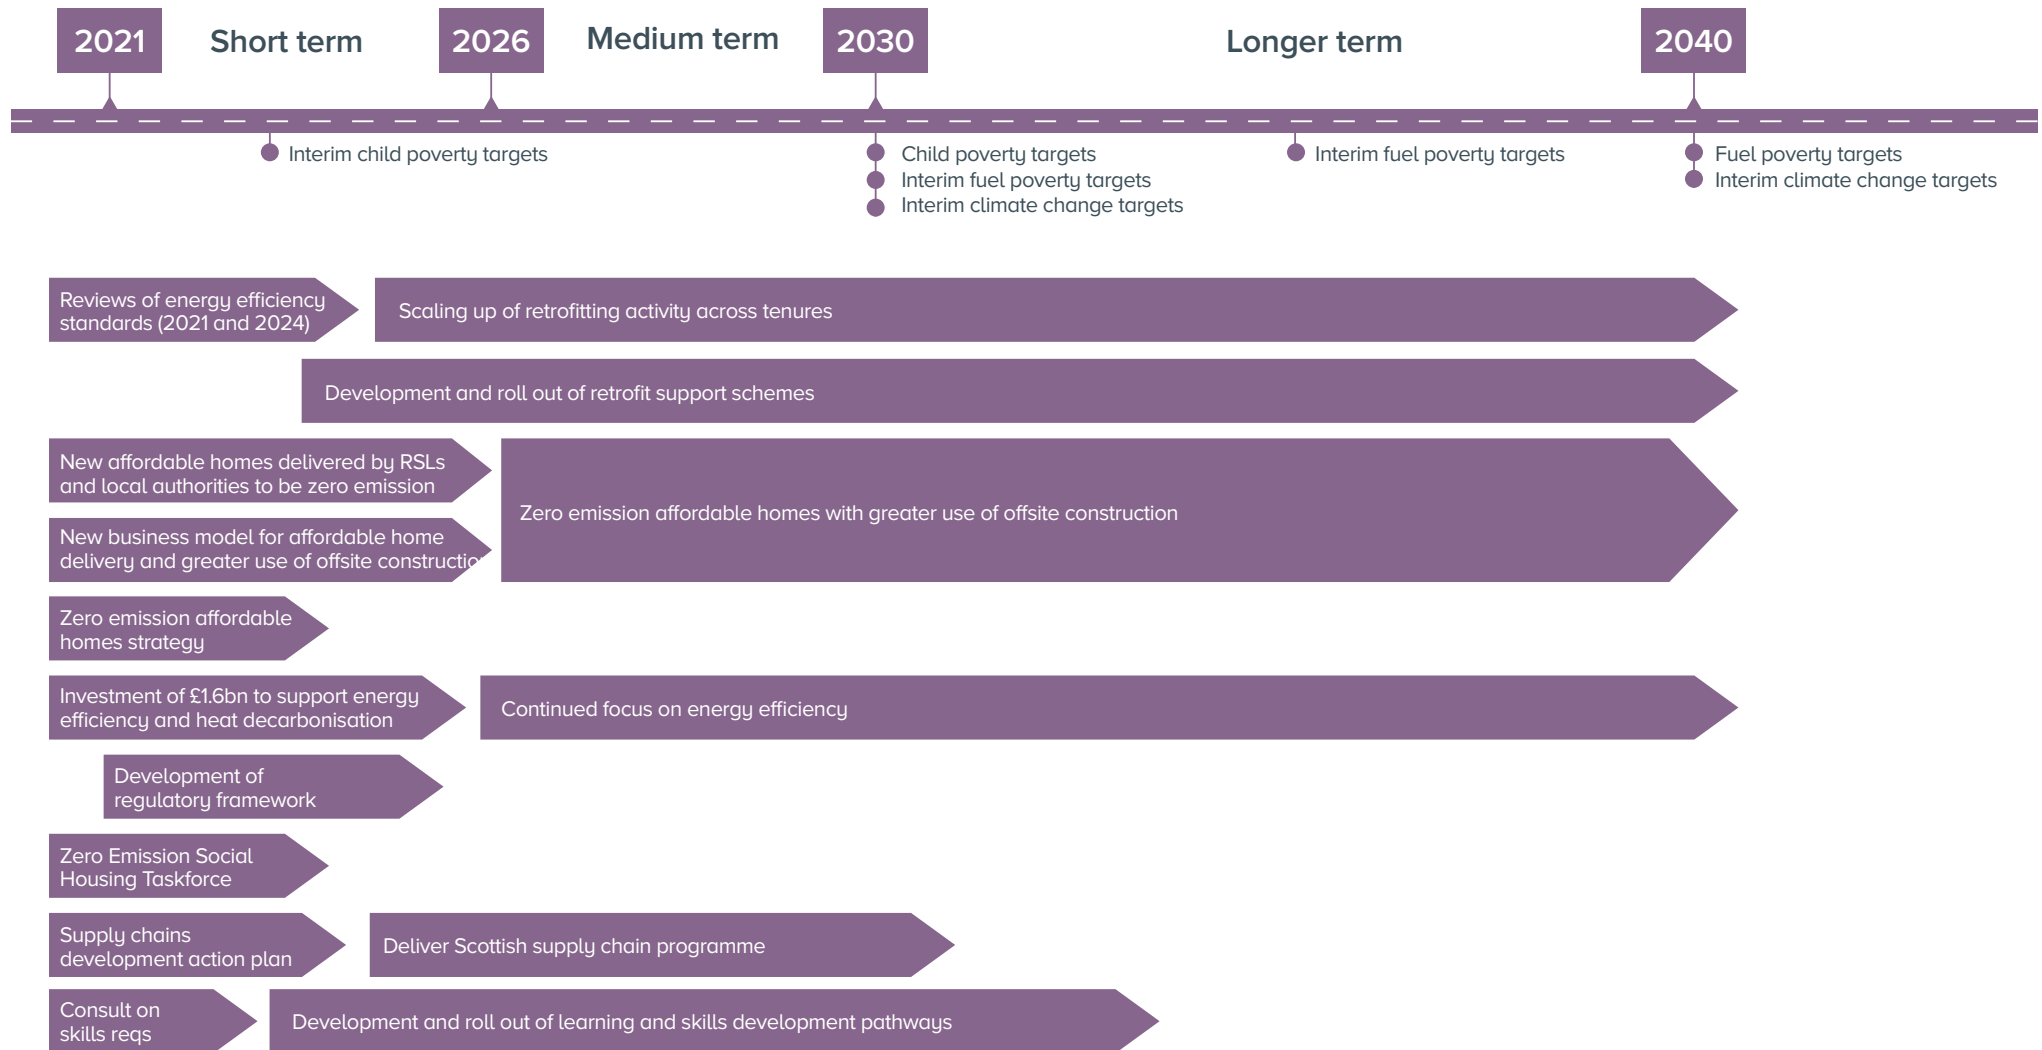 2021
Short term
2026
Medium term
2030
Longer term
2040
Interim child poverty targets
Child poverty targets
Interim fuel poverty targets
Interim climate change targets
Interim fuel poverty targets
Fuel poverty targets
Interim climate change targets
Reviews of energy efficiency
standards (2021 and 2024)
Scaling up of retrofitting activity across tenures
Development and roll out of retrofit support schemes
New affordable homes delivered by RSLs
and local authorities to be zero emission
New business model for affordable home
delivery and greater use of offsite construction
Zero emission affordable homes with greater use of offsite construction
Zero emission affordable
homes strategy
Investment of £1.6bn to support energy
efficiency and heat decarbonisation
Continued focus on energy efficiency
Development of
regulatory framework
Zero Emission Social
Housing Taskforce
Supply chains
development action plan
Deliver Scottish supply chain programme
Consult on
skills reqs
Development and roll out of learning and skills development pathways